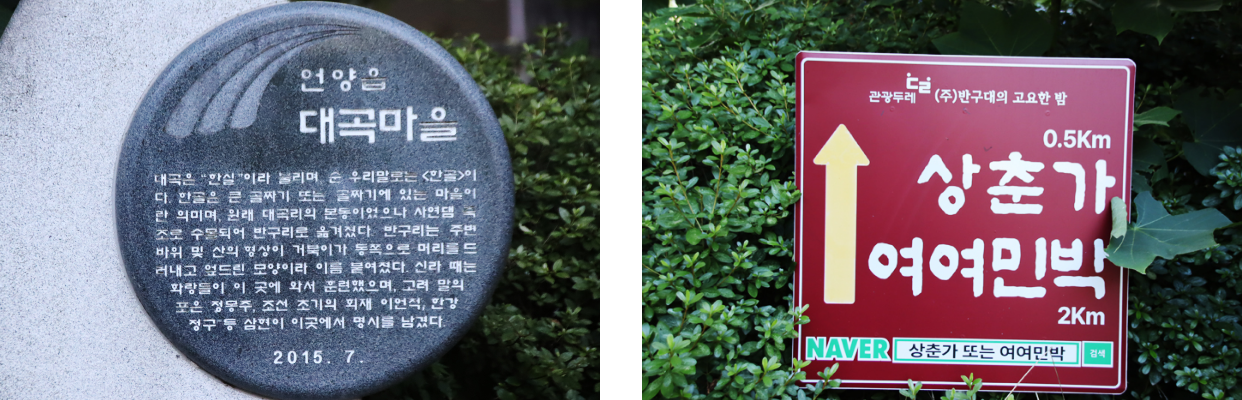 언양읍
대곡마을
대곡은 "한실"이라 불리며 순 우리말로는 <한골>이
다. 한골은 큰 골짜기 또는 골짜기에 있는 마을이
란 의미며, 원래 대곡리의 본동이었으나 사연댐 축
조로 수몰되어 반구리로 옮겨졌다. 반구리는 주변
바위 및 산의 형상이 거북이가 동쪽으로 머리를 드
러내고 엎드린 모양이라 이름 붙여졌다. 신라 때는
화랑들이 이 곳에 와서 훈련했으며, 고려 말의
포은 정몽주, 조선 초기의 회재 이언적, 한강
정구 등 삼현이 이곳에서 명시를 남겼다.
2015. 7.
관광두레 (주)반구대의 고요한 밤
0.5Km
상춘가
여여민박
2Km
NAVER 상춘가 또는 여여민박 검색